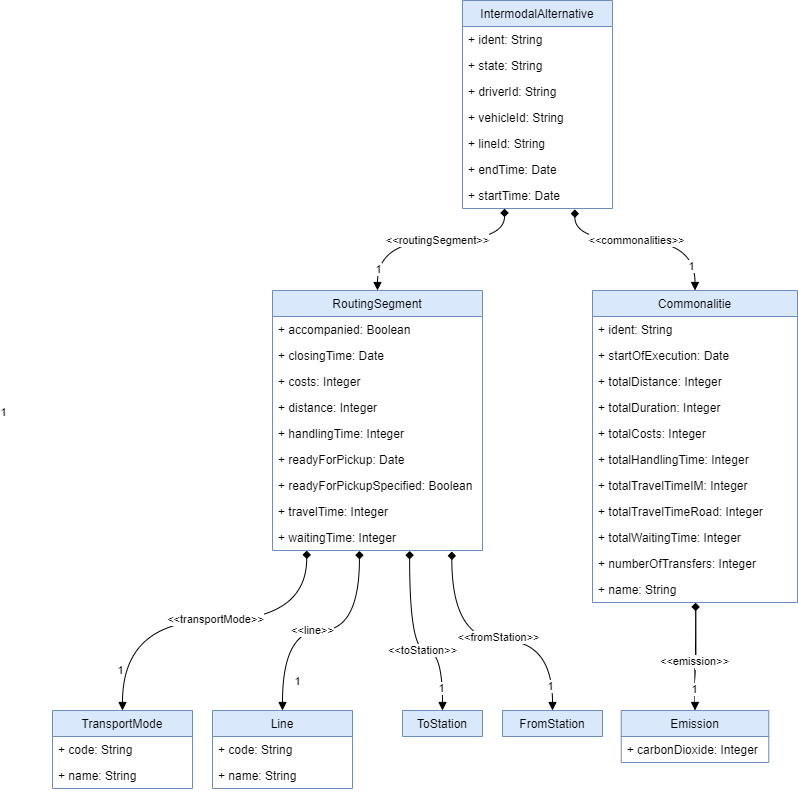 IntermodalAlternative
+ ident: String
+ state: String
+ driverId: String
+ vehicleId: String
+ lineId: String
+ endTime: Date
+ startTime: Date
<<routingSegment>>
<<commonalities>>
1
1
RoutingSegment
+ accompanied: Boolean
+ closingTime: Date
+ costs: Integer
+ distance: Integer
+ handlingTime: Integer
+ readyForPickup: Date
+ readyForPickupSpecified: Boolean
+ travelTime: Integer
+ waitingTime: Integer
Commonalitie
+ ident: String
+ startOfExecution: Date
+ totalDistance: Integer
+ totalDuration: Integer
+ totalCosts: Integer
+ totalHandlingTime: Integer
+ totalTravelTimeIM: Integer
+ totalTravelTimeRoad: Integer
+ totalWaitingTime: Integer
+ numberOfTransfers: Integer
+ name: String
1
<<transportMode>>
<<line>>
<<toStation>>
<<fromStation>>
<<emission>>
1
1
1
1
1
TransportMode
+ code: String
+ name: String
Line
+ code: String
+ name: String
ToStation
FromStation
Emission
+ carbonDioxide: Integer